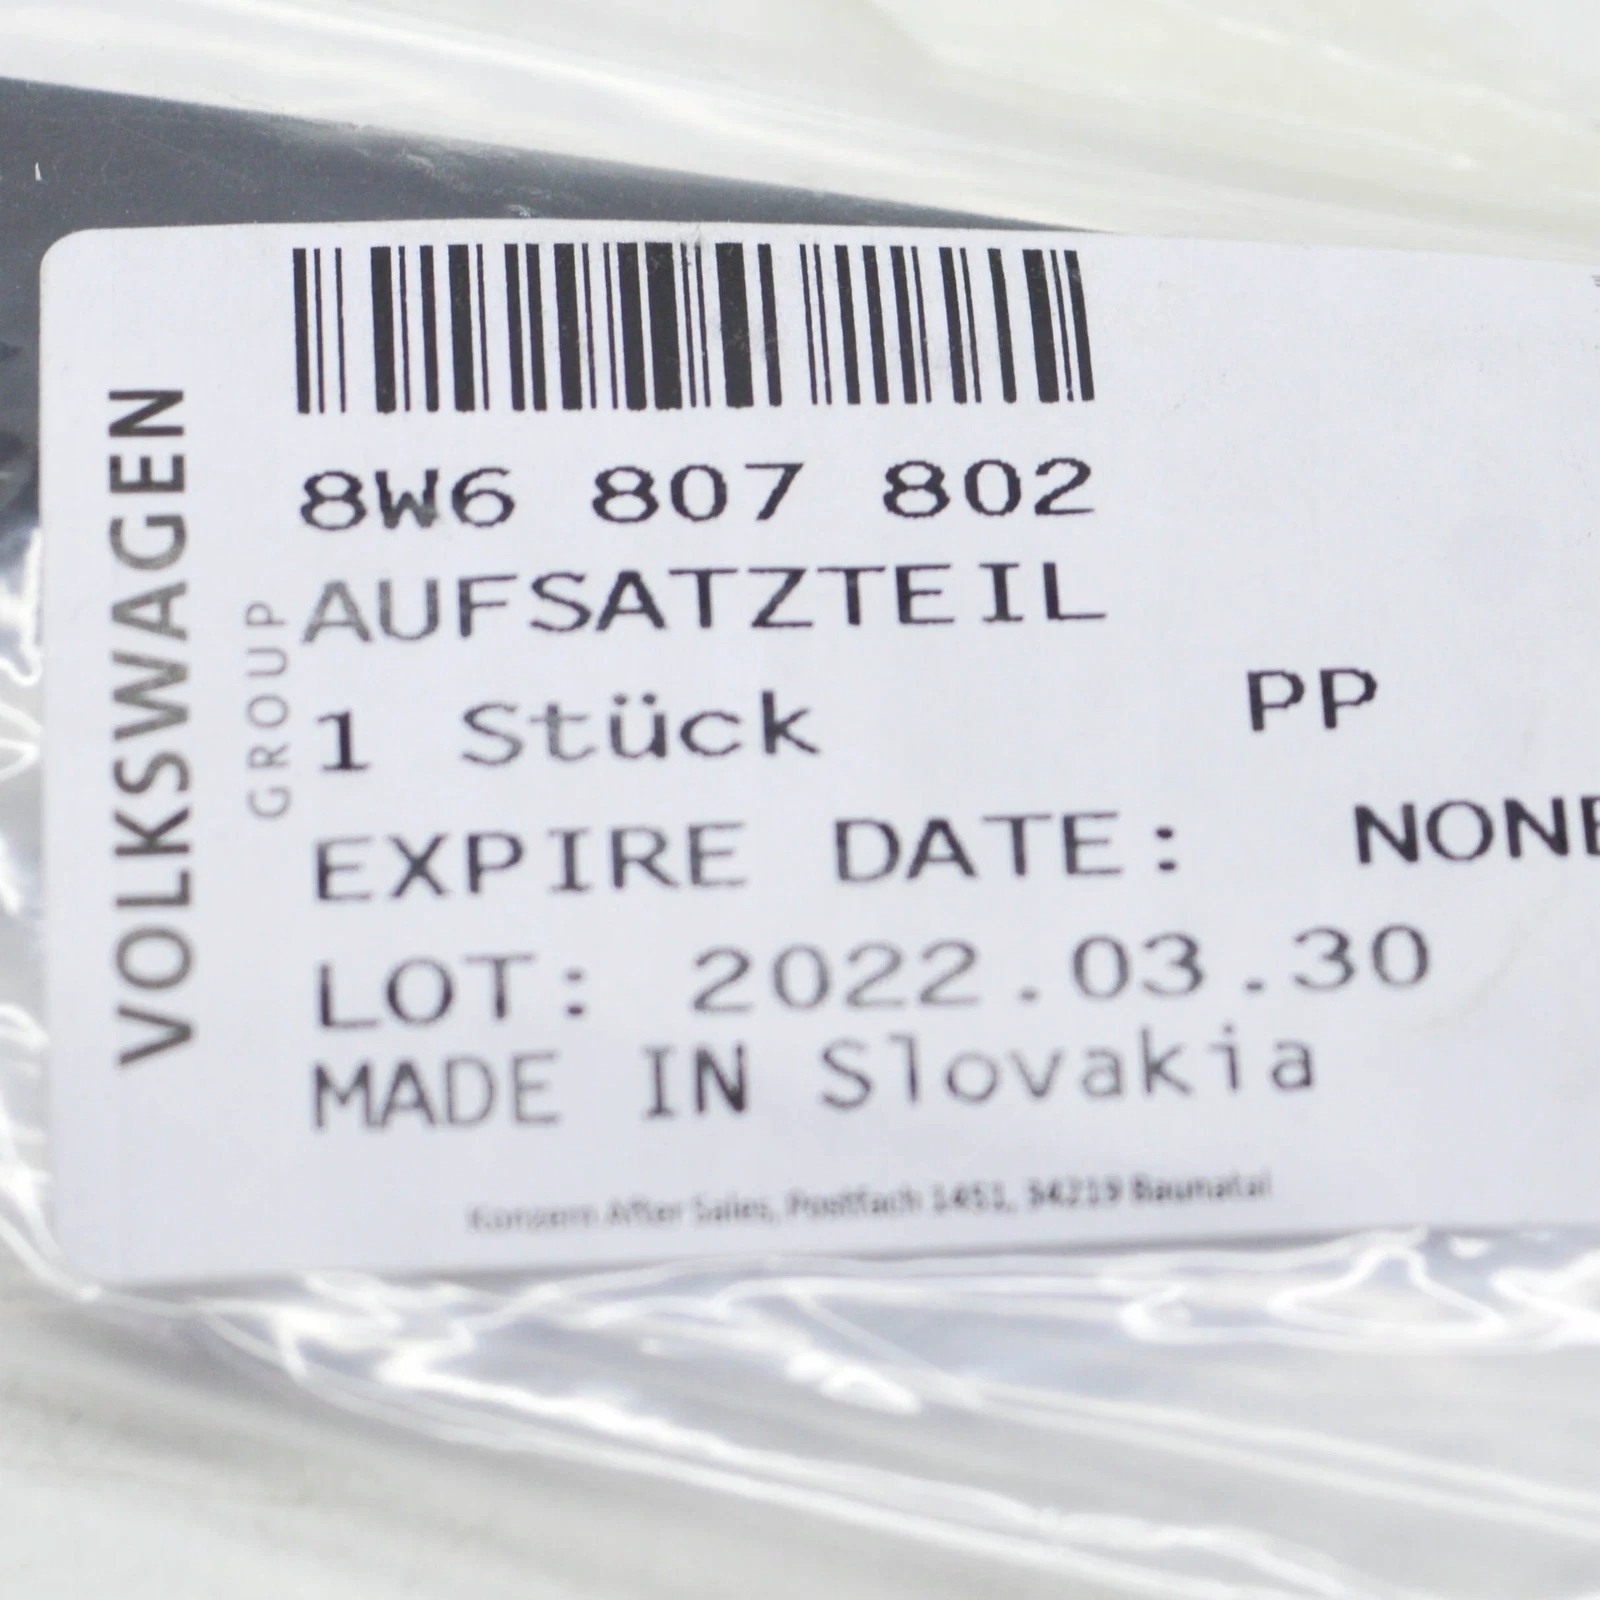 VOLKSWAGEN
GROUP
8W6 807 802
AUFSATZTEIL
1 Stück PP
EXPIRE DATE: NONE
LOT: 2022.03.30
MADE IN Slovakia
Konzern After Sales, Postfach 1451, 34219 Baunatal